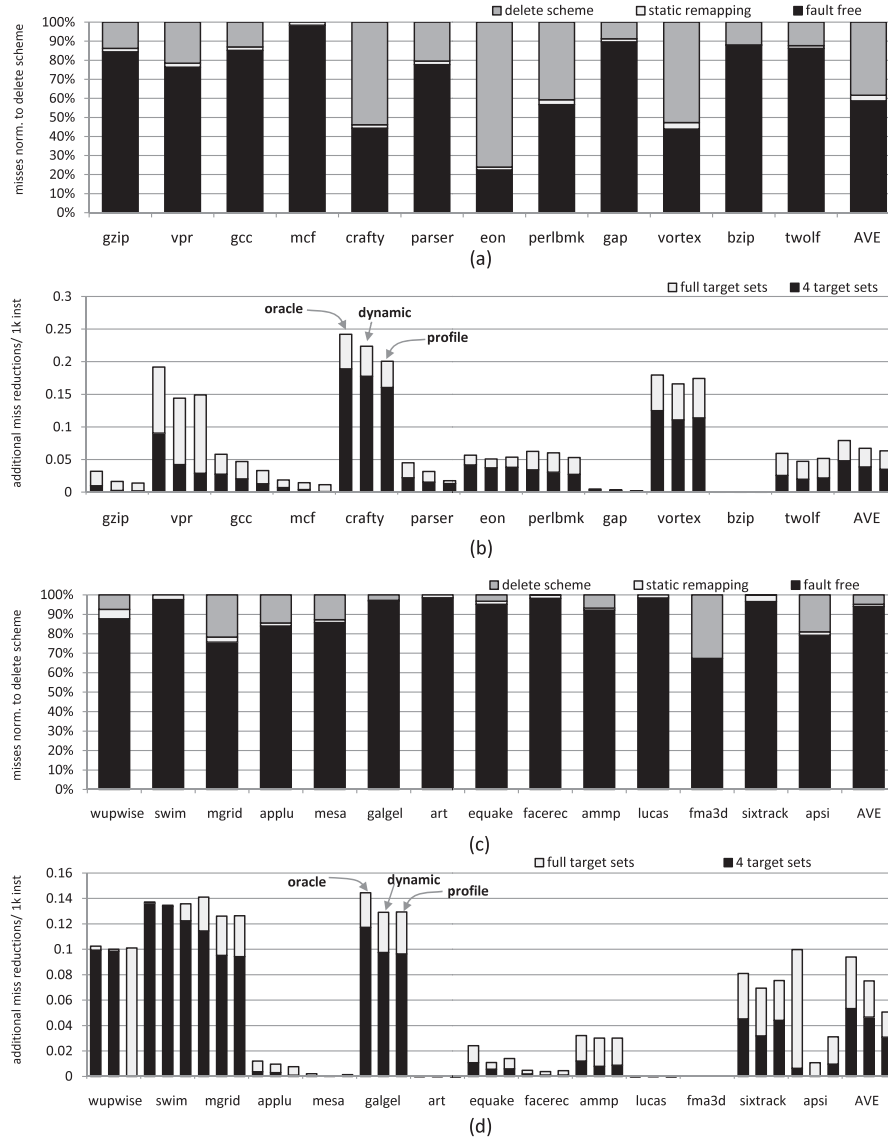 delete scheme static remapping fault free
misses norm. to delete scheme
100%
90%
80%
70%
60%
50%
40%
30%
20%
10%
0%
gzip vpr gcc mcf crafty parser eon perlbmk gap vortex bzip twolf AVE
(a)
full target sets 4 target sets
additional miss reductions/ 1k inst
0.3
0.25
0.2
0.15
0.1
0.05
0
oracle
dynamic
profile
gzip vpr gcc mcf crafty parser eon perlbmk gap vortex bzip twolf AVE
(b)
delete scheme static remapping fault free
misses norm. to delete scheme
100%
90%
80%
70%
60%
50%
40%
30%
20%
10%
0%
wupwise swim mgrid applu mesa galgel art equake facerec ammp lucas fma3d sixtrack apsi AVE
(c)
full target sets 4 target sets
additional miss reductions/ 1k inst
0.16
0.14
0.12
0.1
0.08
0.06
0.04
0.02
0
oracle
dynamic
profile
wupwise swim mgrid applu mesa galgel art equake facerec ammp lucas fma3d sixtrack apsi AVE
(d)